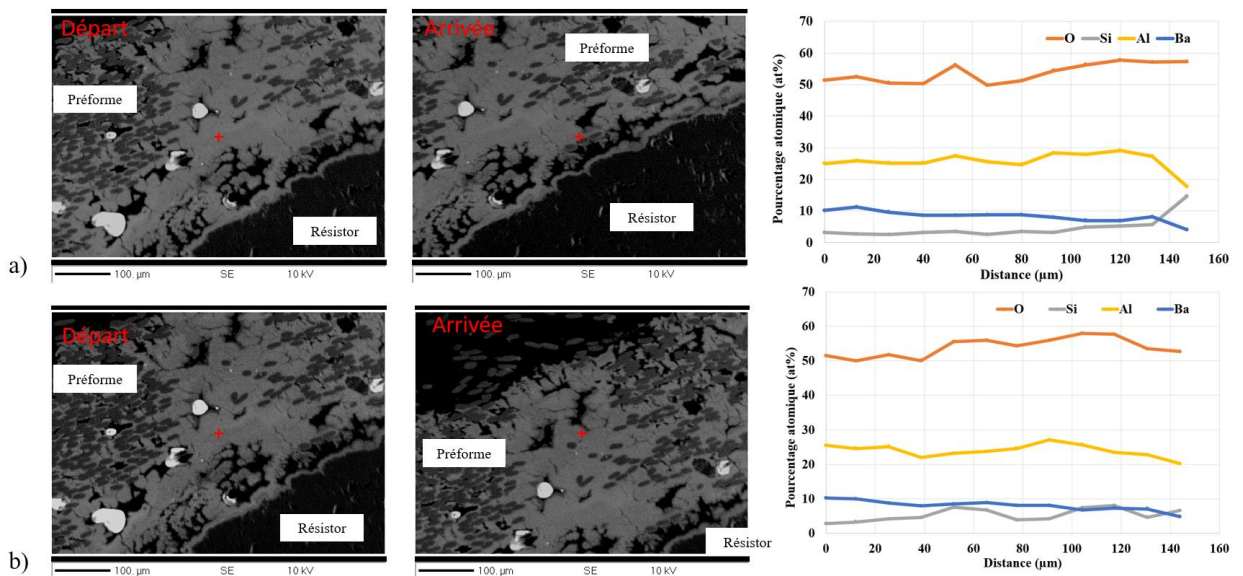 Départ
Préforme
Résistor
100. µm SE 10 kV
Arrivée
Préforme
Résistor
100. µm SE 10 kV
Pourcentage atomique (at%)
70
60
50
40
30
20
10
0
O Si Al Ba
0 20 40 60 80 100 120 140 160
Distance (µm)
a)
Départ
Préforme
Résistor
100. µm SE 10 kV
Arrivée
Préforme
Résistor
100. µm SE 10 kV
Pourcentage atomique (at%)
70
60
50
40
30
20
10
0
O Si Al Ba
0 20 40 60 80 100 120 140 160
Distance (µm)
b)